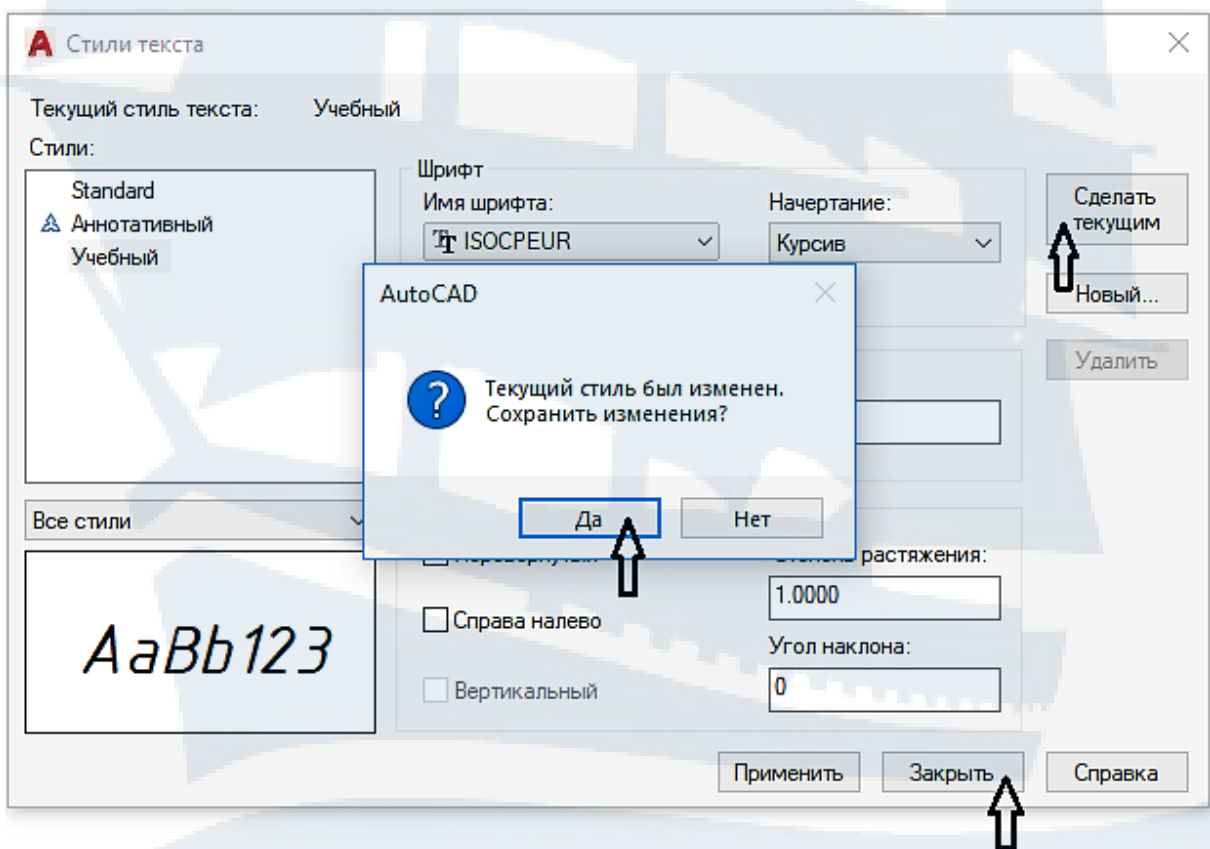 Стили текста
Текущий стиль текста: Учебный
Стили:
Standard
Аннотативный
Учебный
Все стили
AaBb123
Шрифт
Имя шрифта:
ISOCPEUR
Начертание:
Курсив
Сделать
текущим
Новый...
Удалить
AutoCAD
Текущий стиль был изменен.
Сохранить изменения?
Да
Нет
растяжения:
1.0000
Справа налево
Угол наклона:
Вертикальный
0
Применить
Закрыть
Справка